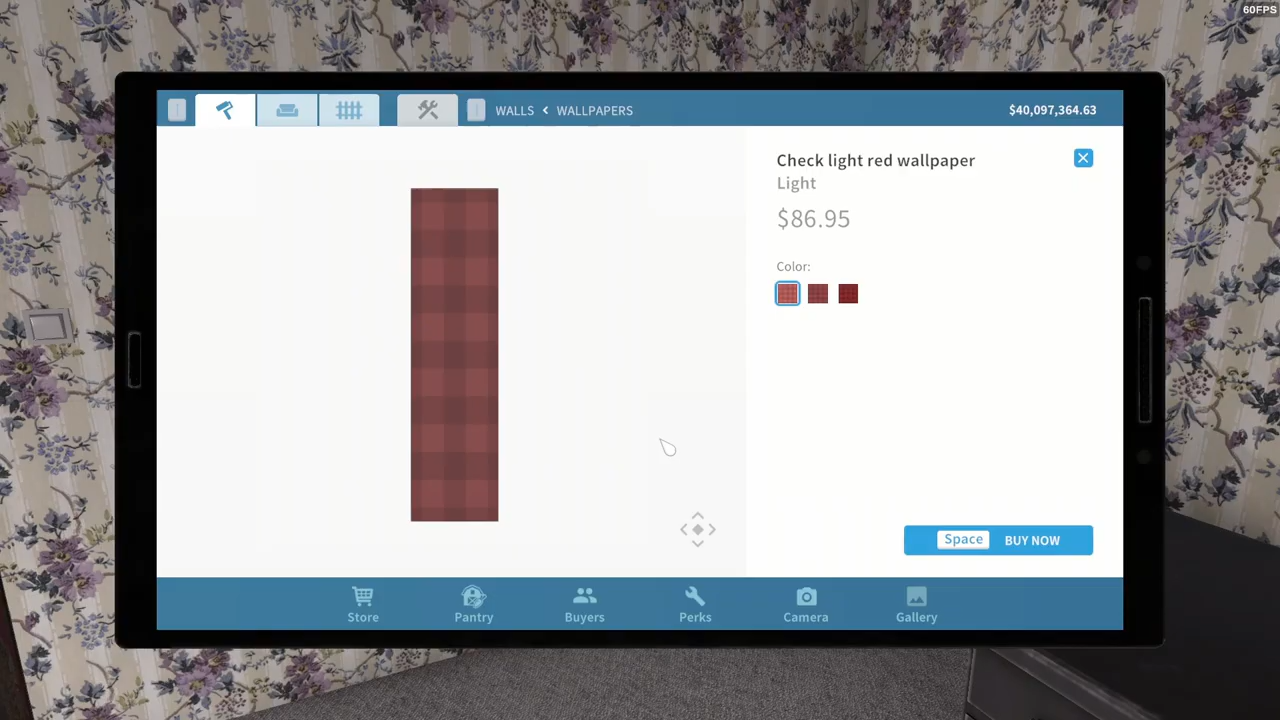 60FPS
WALLS < WALLPAPERS
$40,097,364.63
Check light red wallpaper
Light
$86.95
Color:
Space BUY NOW
Store Pantry Buyers Perks Camera Gallery